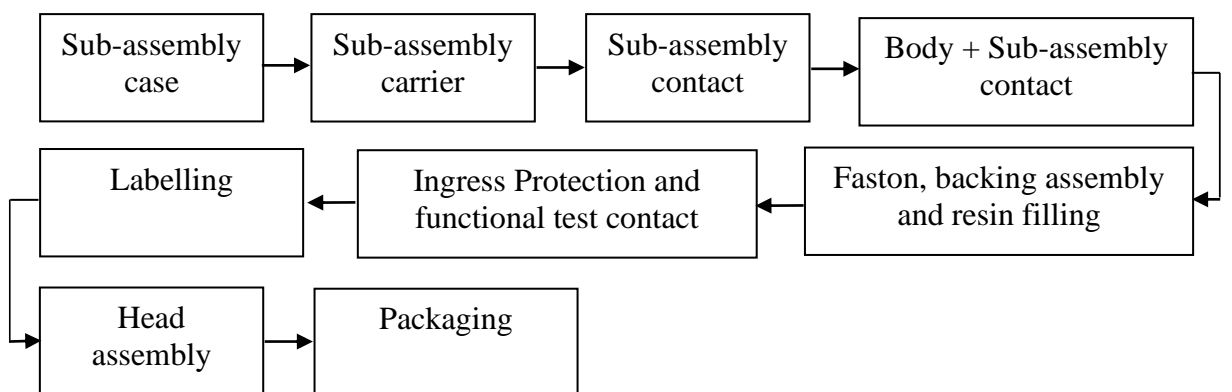 Sub-assembly
case
Sub-assembly
carrier
Sub-assembly
contact
Body + Sub-assembly
contact
Faston, backing assembly
and resin filling
Ingress Protection and
functional test contact
Labelling
Head
assembly
Packaging